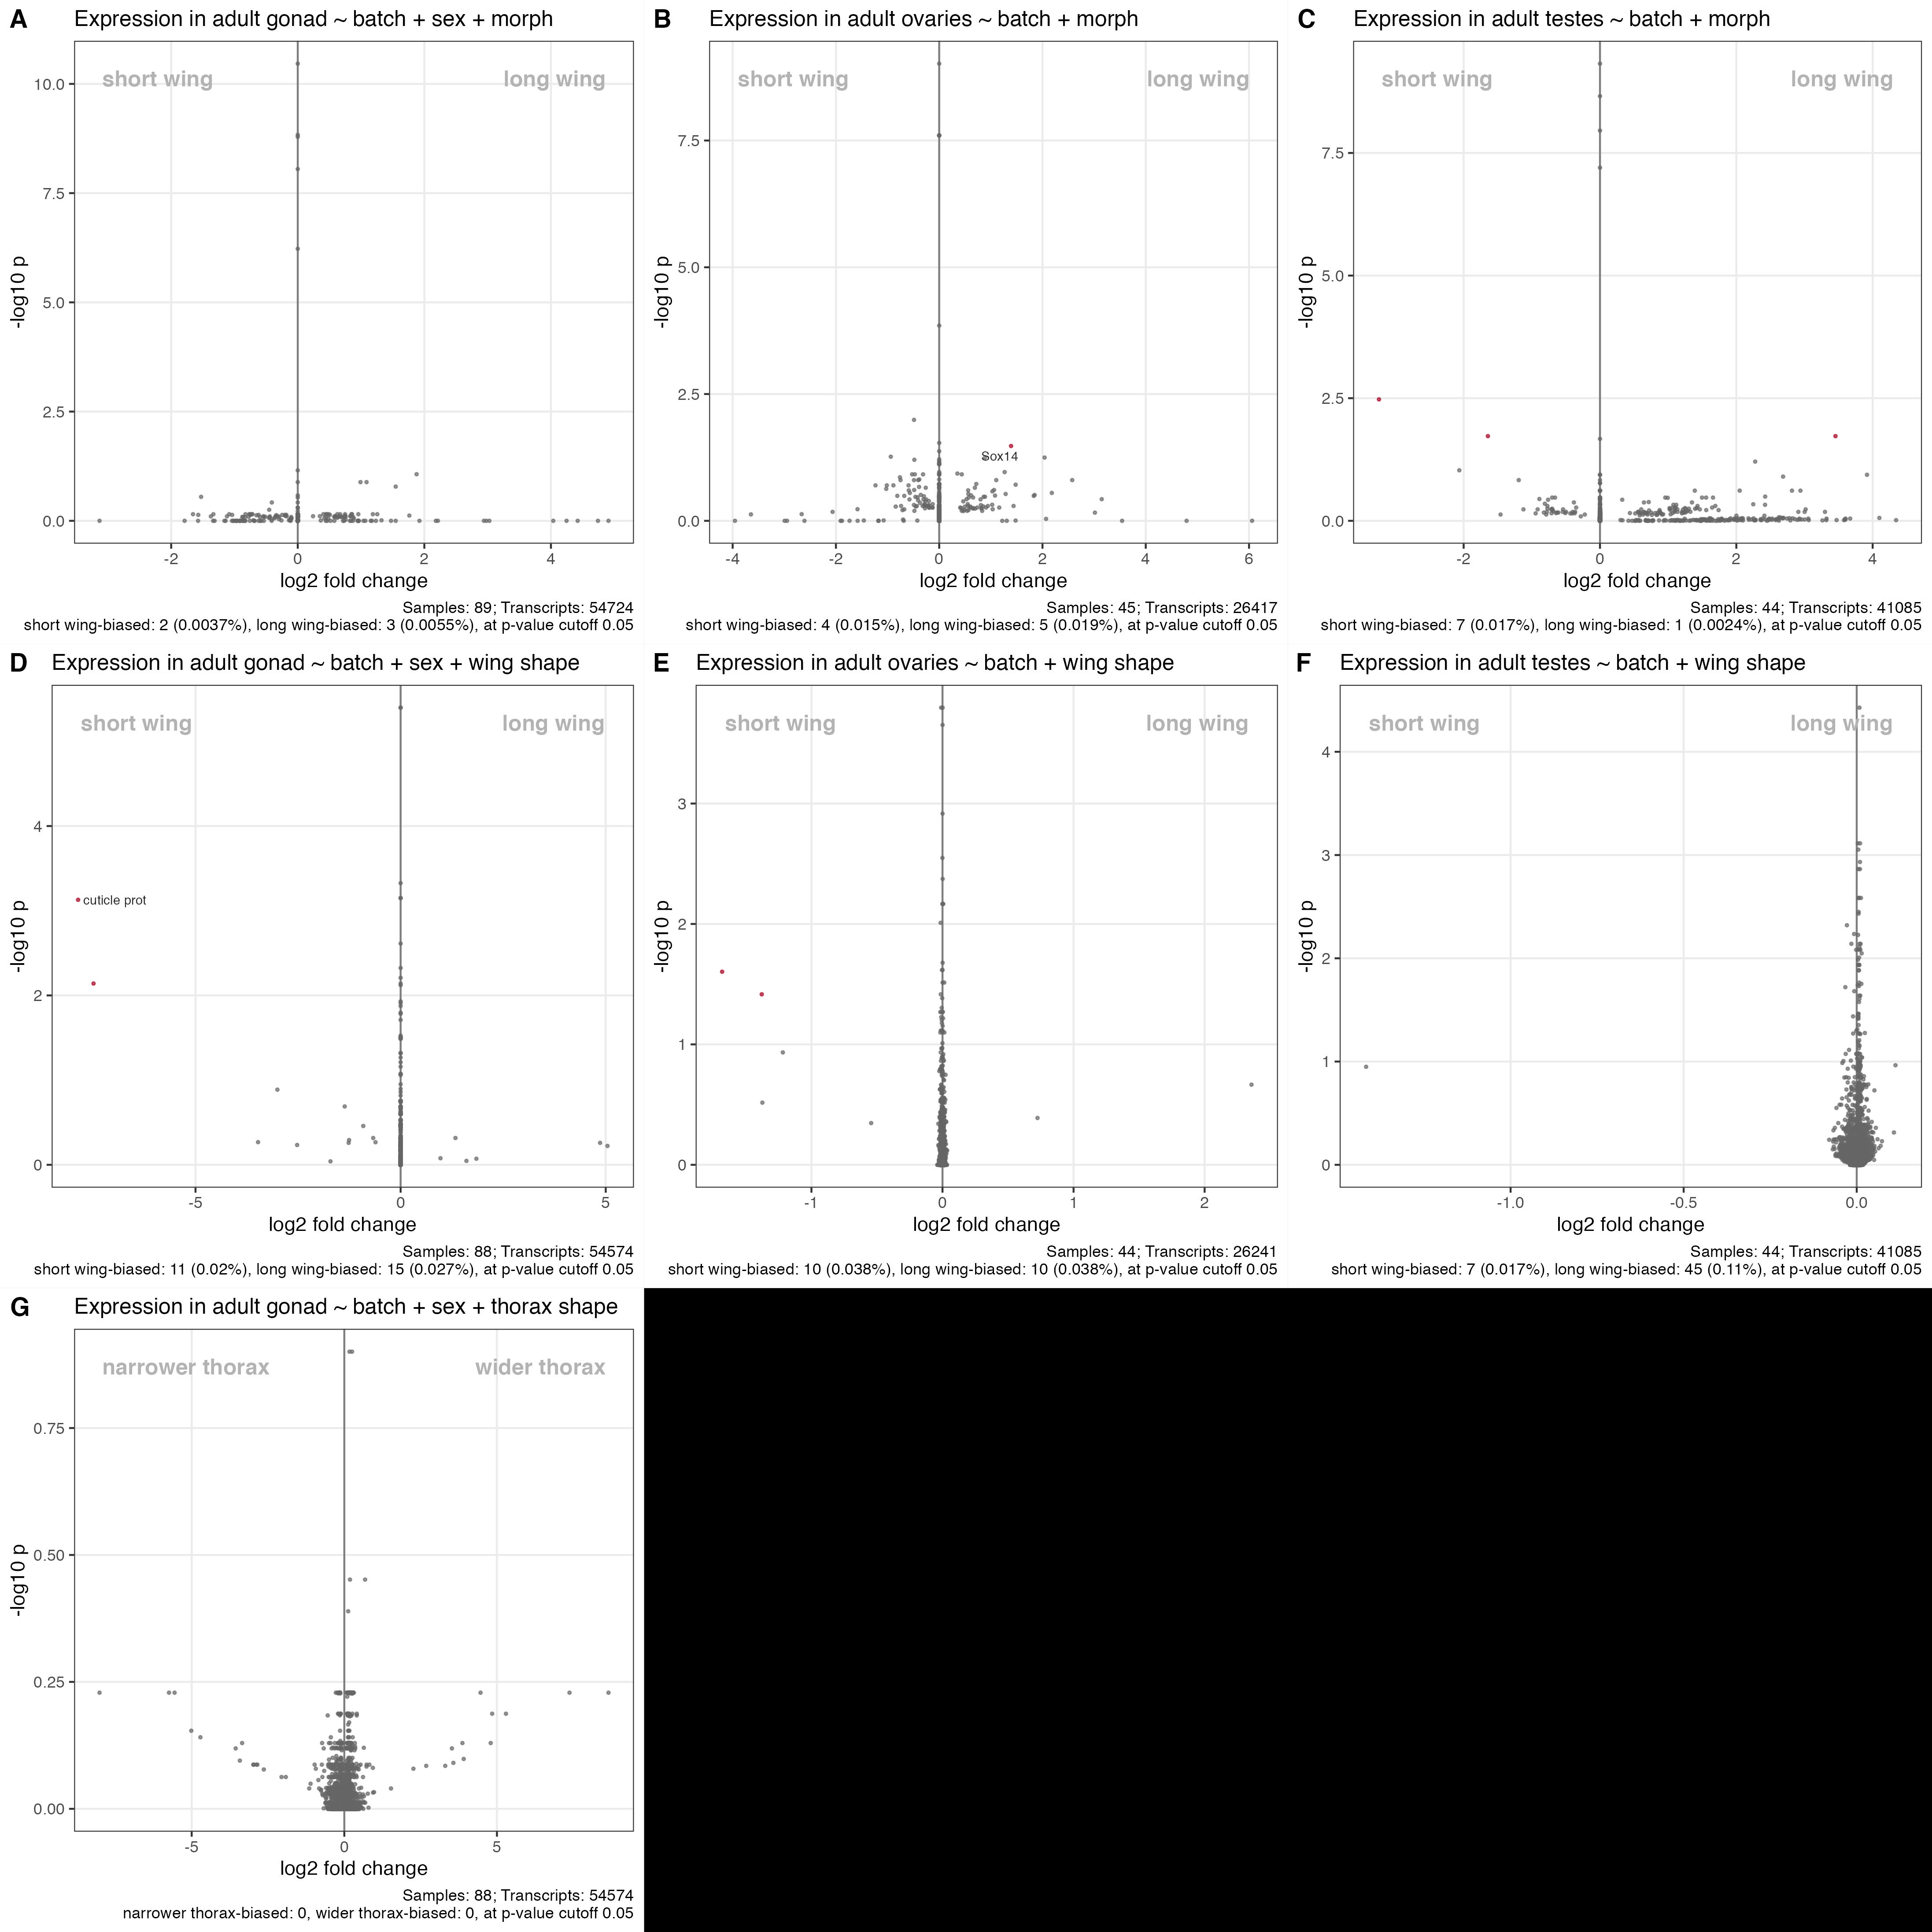 A Expression in adult gonad ~ batch + sex + morph
short wing
long wing
10.0
7.5
5.0
2.5
0.0
-log10 p
-2 0 2 4
log2 fold change
Samples: 89; Transcripts: 54724
short wing-biased: 2 (0.0037%), long wing-biased: 3 (0.0055%), at p-value cutoff 0.05
B Expression in adult ovaries ~ batch + morph
short wing
long wing
7.5
5.0
2.5
0.0
-log10 p
Sox14
-4 -2 0 2 4 6
log2 fold change
Samples: 45; Transcripts: 26417
short wing-biased: 4 (0.015%), long wing-biased: 5 (0.019%), at p-value cutoff 0.05
C Expression in adult testes ~ batch + morph
short wing
long wing
7.5
5.0
2.5
0.0
-log10 p
-2 0 2 4
log2 fold change
Samples: 44; Transcripts: 41085
short wing-biased: 7 (0.017%), long wing-biased: 1 (0.0024%), at p-value cutoff 0.05
D Expression in adult gonad ~ batch + sex + wing shape
short wing
long wing
4
2
0
-log10 p
cuticle prot
-5 0 5
log2 fold change
Samples: 88; Transcripts: 54574
short wing-biased: 11 (0.02%), long wing-biased: 15 (0.027%), at p-value cutoff 0.05
E Expression in adult ovaries ~ batch + wing shape
short wing
long wing
3
2
1
0
-log10 p
-1 0 1 2
log2 fold change
Samples: 44; Transcripts: 26241
short wing-biased: 10 (0.038%), long wing-biased: 10 (0.038%), at p-value cutoff 0.05
F Expression in adult testes ~ batch + wing shape
short wing
long wing
4
3
2
1
0
-log10 p
-1.0 -0.5 0.0
log2 fold change
Samples: 44; Transcripts: 41085
short wing-biased: 7 (0.017%), long wing-biased: 45 (0.11%), at p-value cutoff 0.05
G Expression in adult gonad ~ batch + sex + thorax shape
narrower thorax
wider thorax
0.75
0.50
0.25
0.00
-log10 p
-5 0 5
log2 fold change
Samples: 88; Transcripts: 54574
narrower thorax-biased: 0, wider thorax-biased: 0, at p-value cutoff 0.05